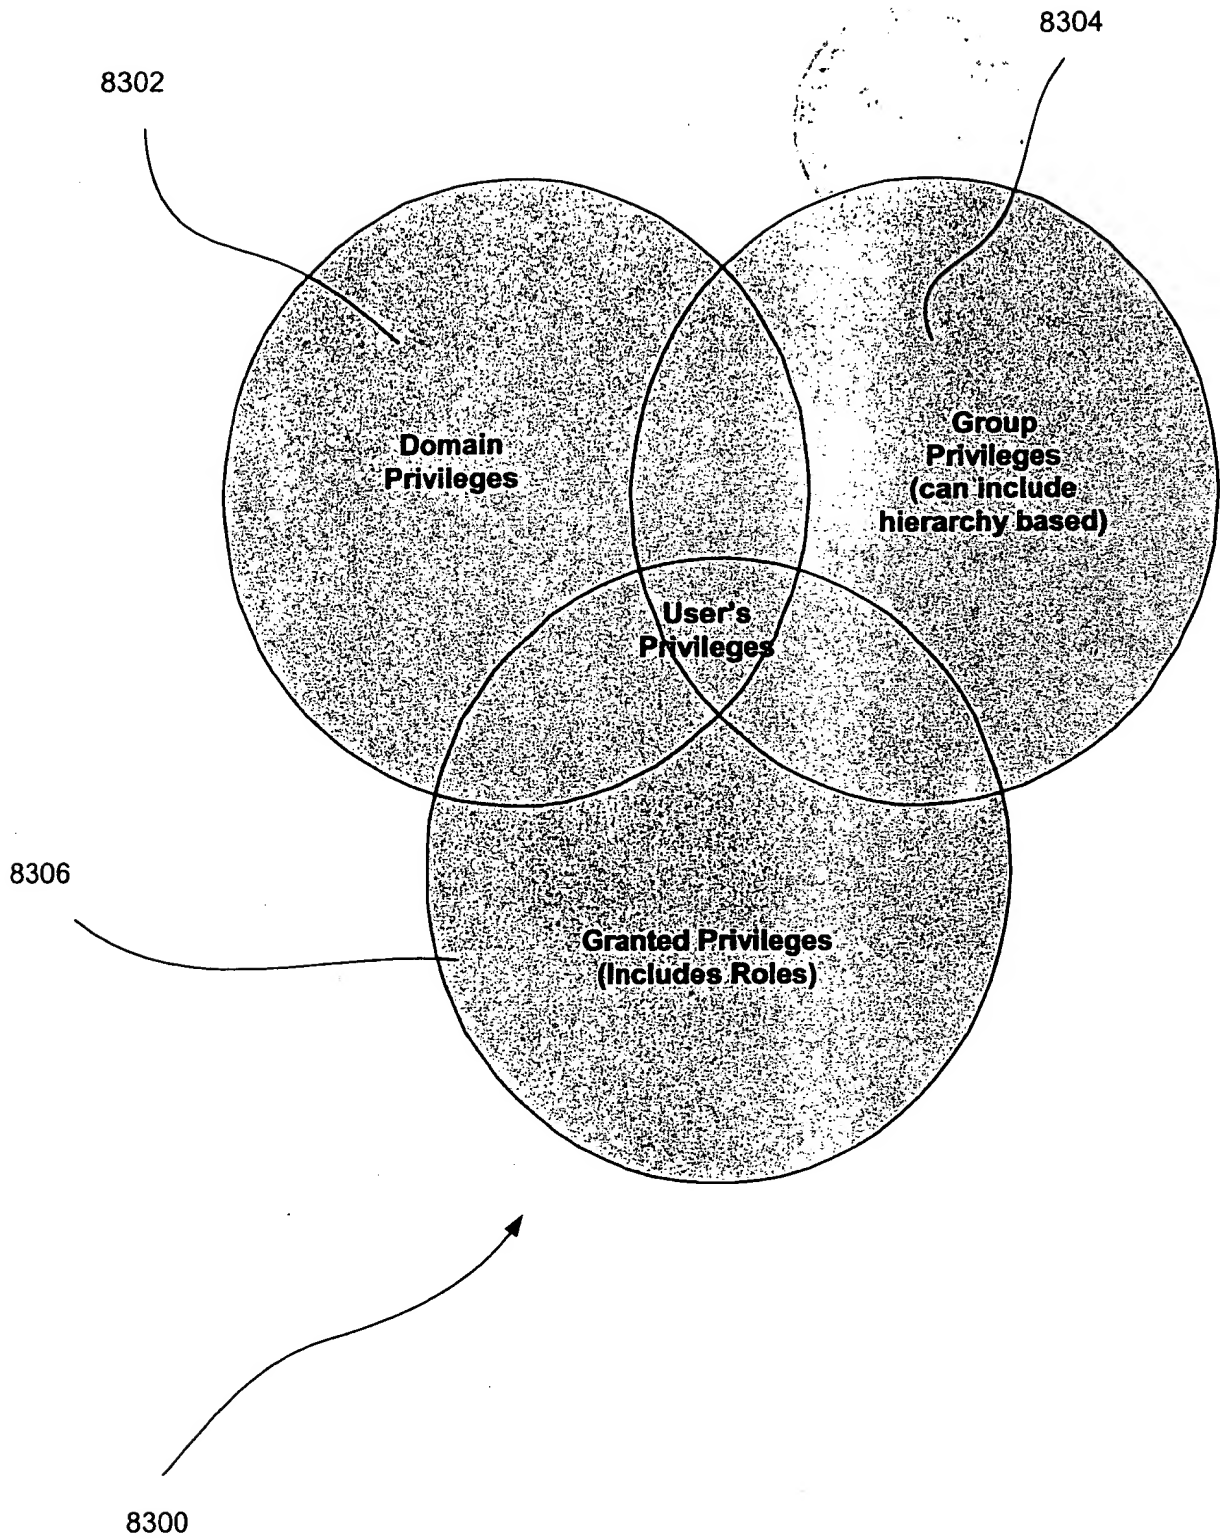 8304
8302
Domain
Privileges
Group
Privileges
(can include
hierarchy based)
User's
Privileges
8306
Granted Privileges
(Includes Roles)
8300